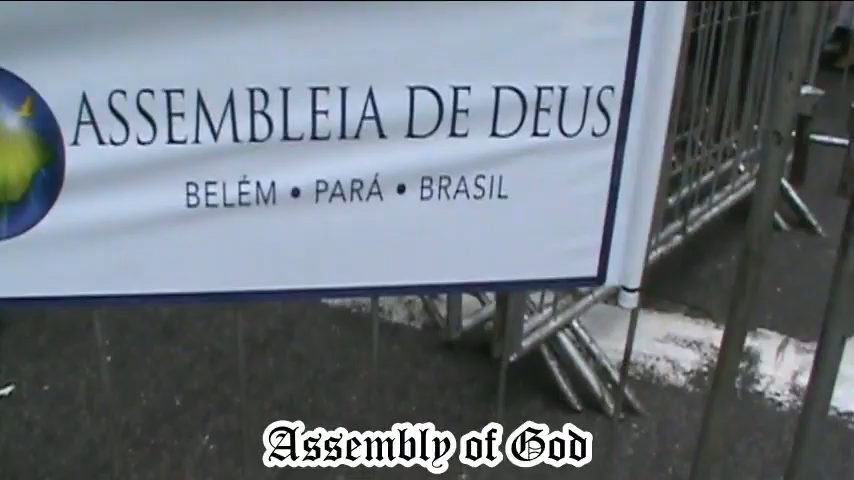 ASSEMBLEIA DE DEUS
BELÉM • PARÁ • BRASIL
Assembly of God